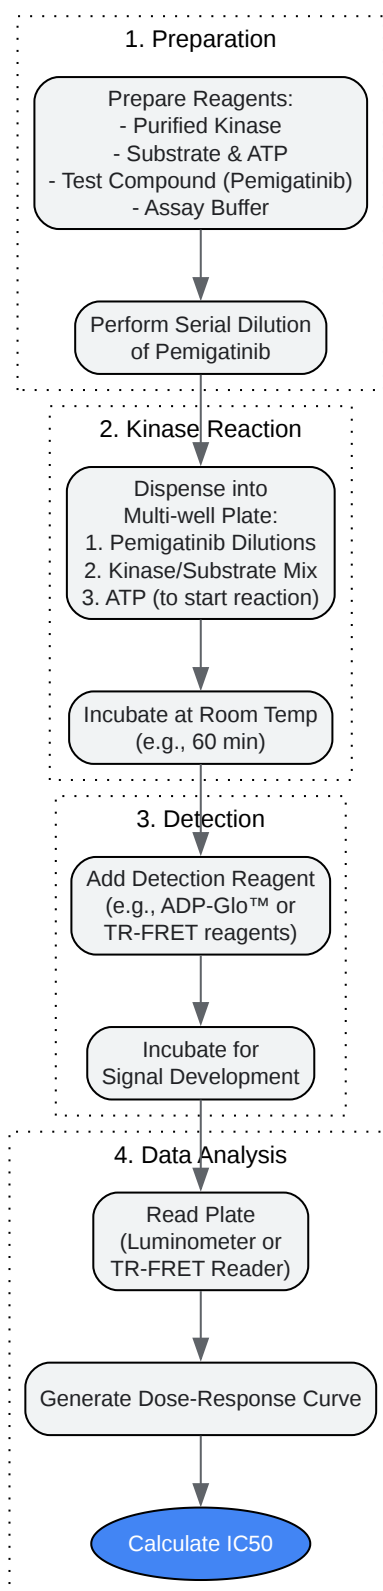 1. Preparation
Prepare Reagents:
- Purified Kinase
- Substrate & ATP
- Test Compound (Pemigatinib)
- Assay Buffer
Perform Serial Dilution
of Pemigatinib
2. Kinase Reaction
Dispense into
Multi-well Plate:
1. Pemigatinib Dilutions
2. Kinase/Substrate Mix
3. ATP (to start reaction)
Incubate at Room Temp
(e.g., 60 min)
3. Detection
Add Detection Reagent
(e.g., ADP-Glo™ or
TR-FRET reagents)
Incubate for
Signal Development
4. Data Analysis
Read Plate
(Luminometer or
TR-FRET Reader)
Generate Dose-Response Curve
Calculate IC50